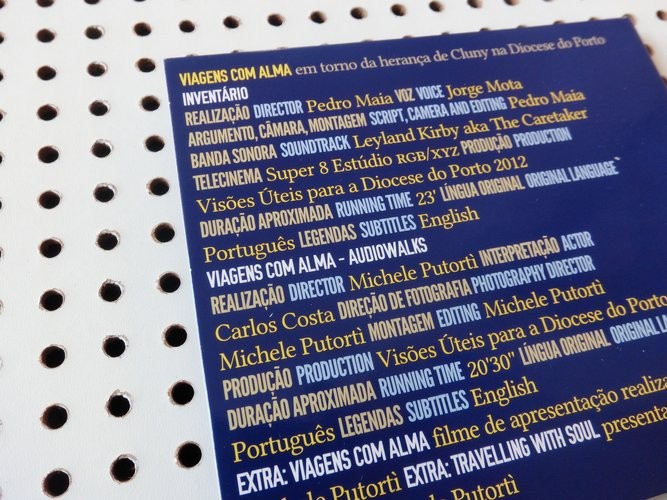 VIAGENS COM ALMA em torno da herança de Cluny na Diocese do Porto
INVENTÁRIO
REALIZAÇÃO DIRECTOR Pedro Maia VOZ VOICE Jorge Mota
ARGUMENTO, CÂMARA, MONTAGEM SCRIPT, CAMERA AND EDITING Pedro Maia
BANDA SONORA SOUNDTRACK Leyland Kirby aka The Caretaker
TELECINEMA Super 8 Estúdio RGB/XYZ PRODUÇÃO PRODUCTION
Visões Úteis para a Diocese do Porto 2012
DURAÇÃO APROXIMADA RUNNING TIME 23' LÍNGUA ORIGINAL ORIGINAL LANGUAGE
Português LEGENDAS SUBTITLES English
VIAGENS COM ALMA - AUDIOWALKS
REALIZAÇÃO DIRECTOR Michele Putortì INTERPRETAÇÃO ACTOR
Carlos Costa DIREÇÃO DE FOTOGRAFIA PHOTOGRAPHY DIRECTOR
Michele Putortì MONTAGEM EDITING Michele Putortì
PRODUÇÃO PRODUCTION Visões Úteis para a Diocese do Porto
DURAÇÃO APROXIMADA RUNNING TIME 20'30" LÍNGUA ORIGINAL ORIGINAL
Português LEGENDAS SUBTITLES English
EXTRA: VIAGENS COM ALMA filme de apresentação
EXTRA: TRAVELLING WITH SOUL
Putortì